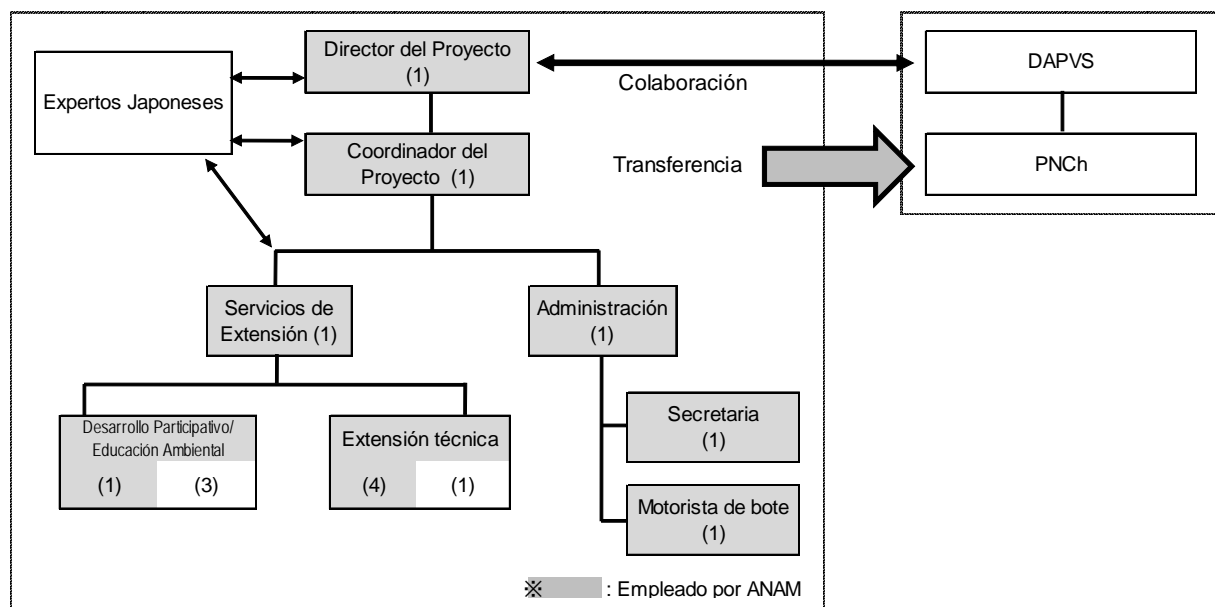 Director del Proyecto
(1)
Expertos Japoneses
Colaboración
DAPVS
Coordinador del
Proyecto (1)
Transferencia
PNCh
Servicios de
Extensión (1)
Administración
(1)
Desarrollo Participativo/
Educación Ambiental
(1) (3)
Extensión técnica
(4) (1)
Secretaria
(1)
Motorista de bote
(1)
※ : Empleado por ANAM